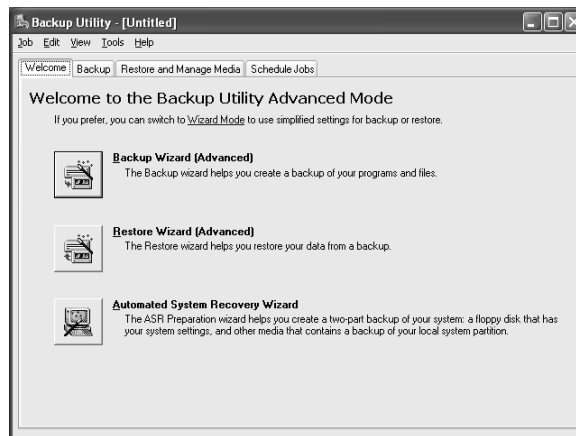 Backup Utility - [Untitled]
Job Edit View Tools Help
Welcome Backup Restore and Manage Media Schedule Jobs
Welcome to the Backup Utility Advanced Mode
If you prefer, you can switch to Wizard Mode to use simplified settings for backup or restore.
Backup Wizard (Advanced)
The Backup wizard helps you create a backup of your programs and files.
Restore Wizard (Advanced)
The Restore wizard helps you restore your data from a backup.
Automated System Recovery Wizard
The ASR Preparation wizard helps you create a two-part backup of your system: a floppy disk that has
your system settings, and other media that contains a backup of your local system partition.